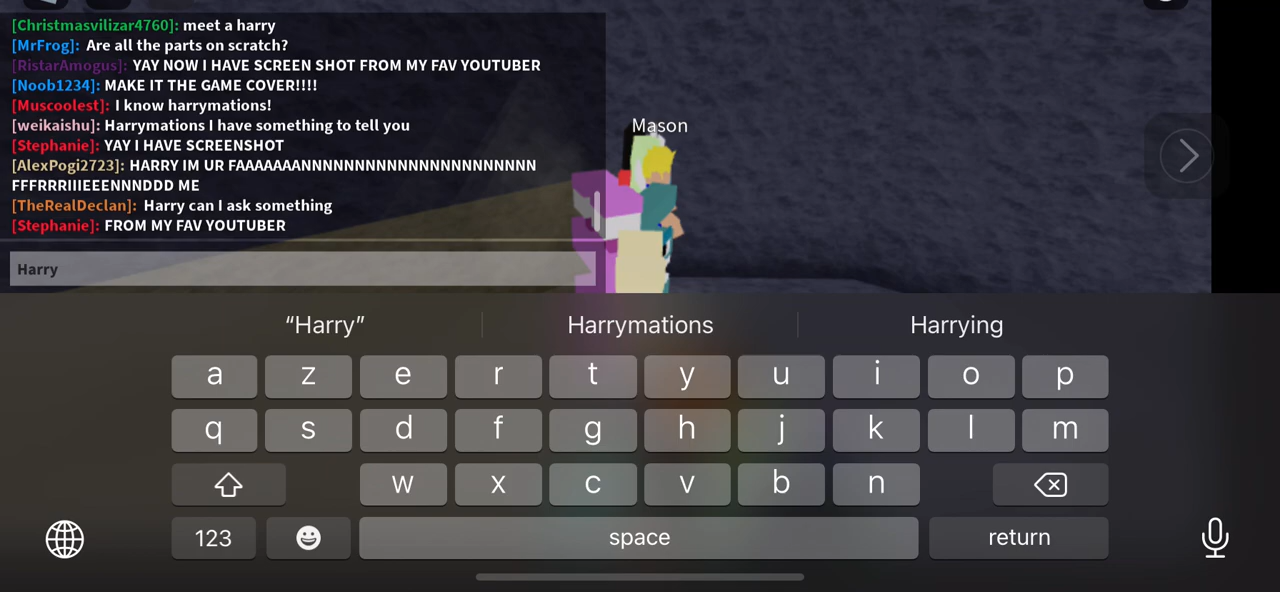 [Christmasvilizar4760]: meet a harry
[MrFrog]: Are all the parts on scratch?
[RistarAmogus]: YAY NOW I HAVE SCREEN SHOT FROM MY FAV YOUTUBER
[Noob1234]: MAKE IT THE GAME COVER!!!!
[Muscoolest]: I know harrymations!
[weikaishu]: Harrymations I have something to tell you
[Stephanie]: YAY I HAVE SCREENSHOT
[AlexPogi2723]: HARRY IM UR FAAAAAAANNNNNNNNNNNNNNNNNNNNNN
FFFRRRIIIEEENNNDDD ME
[TheRealDeclan]: Harry can I ask something
[Stephanie]: FROM MY FAV YOUTUBER
Mason
Harry
“Harry” Harrymations Harrying
a z e r t y u i o p
q s d f g h j k l m
w x c v b n
123 space return